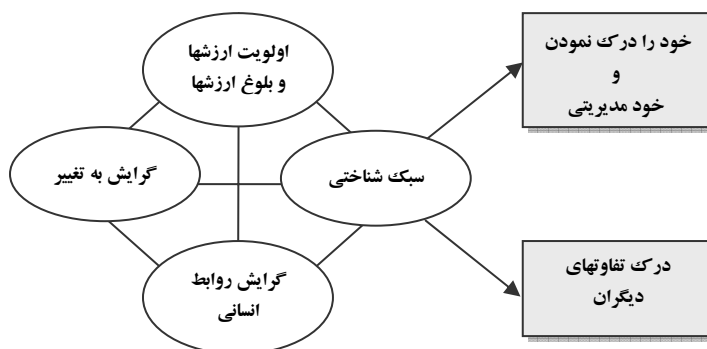 اولویت ارزشها
و بلوغ ارزشها
خود را درک نمودن
و
خود مدیریتی
گرایش به تغییر
سبک شناختی
گرایش روابط
انسانی
درک تفاوتهای
دیگران